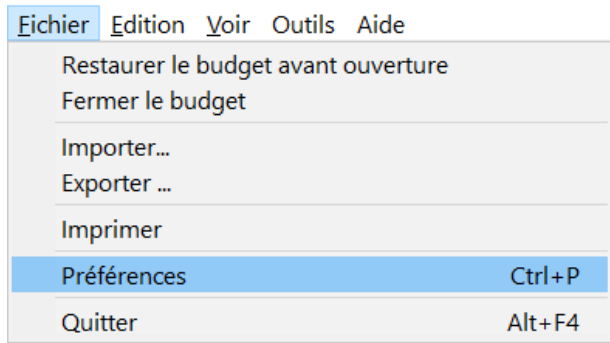 Fichier Edition Voir Outils Aide
Restaurer le budget avant ouverture
Fermer le budget
Importer...
Exporter ...
Imprimer
Préférences Ctrl+P
Quitter Alt+F4